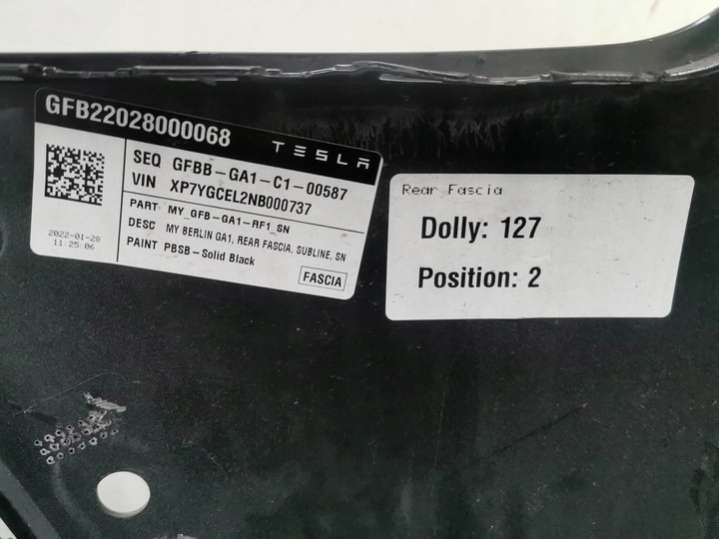 GFB22028000068
TESLA
SEQ GFBB-GA1-C1-00587
VIN XP7YGCEL2NB000737
PART MY_GFB-GA1-RF1_SN
DESC MY BERLIN GA1, REAR FASCIA, SUBLINE, SN
PAINT PBSB-Solid Black
2022-01-28
11:25:06
FASCIA
Rear Fascia
Dolly: 127
Position: 2